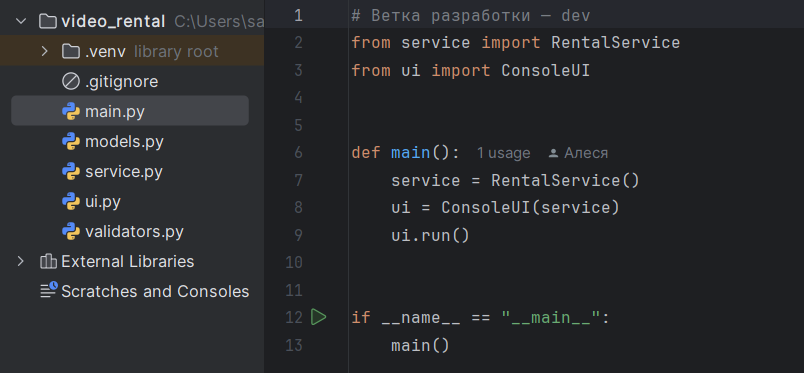 video_rental C:\Users\sa
.venv library root
.gitignore
main.py
models.py
service.py
ui.py
validators.py
External Libraries
Scratches and Consoles
1 # Ветка разработки — dev
2 from service import RentalService
3 from ui import ConsoleUI
4
5
6 def main(): 1 usage Алеся
7 service = RentalService()
8 ui = ConsoleUI(service)
9 ui.run()
10
11
12 if __name__ == "__main__":
13 main()